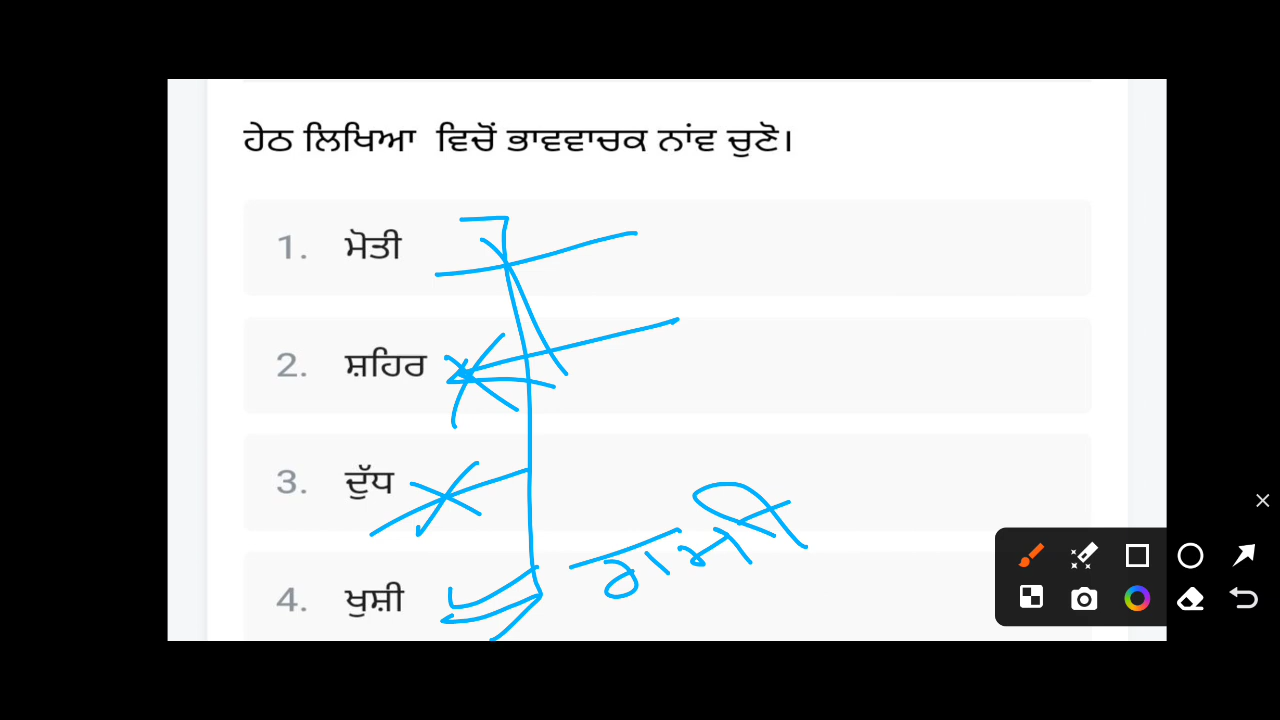 ਹੇਠ ਲਿਖਿਆ ਵਿਚੋਂ ਭਾਵਵਾਚਕ ਨਾਂਵ ਚੁਣੋ।
1. ਮੋਤੀ
2. ਸ਼ਹਿਰ
3. ਦੁੱਧ
4. ਖੁਸ਼ੀ